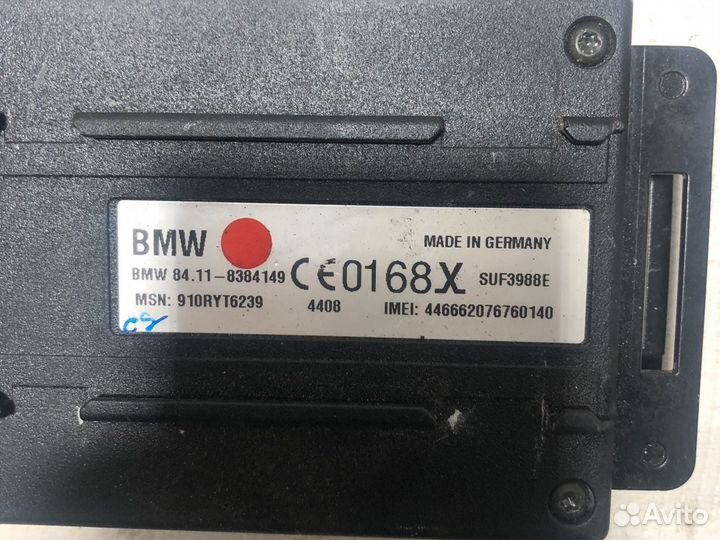 BMW MADE IN GERMANY
BMW 84.11-8384149 CE0168X SUF3988E
MSN: 910RYT6239 4408 IMEI: 446662076760140
Avito